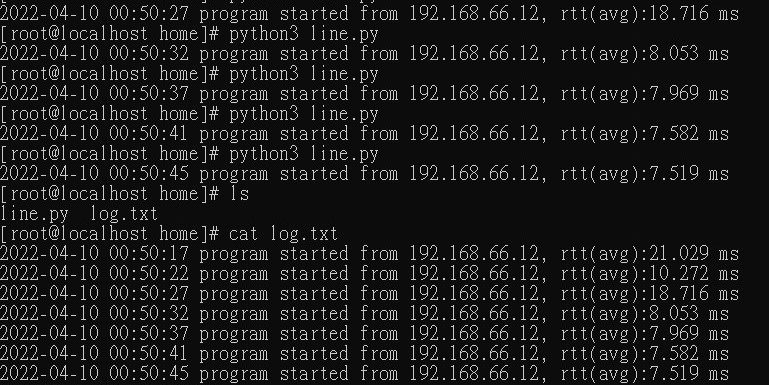 2022-04-10 00:50:27 program started from 192.168.66.12, rtt(avg):18.716 ms
[root@localhost home]# python3 line.py
2022-04-10 00:50:32 program started from 192.168.66.12, rtt(avg):8.053 ms
[root@localhost home]# python3 line.py
2022-04-10 00:50:37 program started from 192.168.66.12, rtt(avg):7.969 ms
[root@localhost home]# python3 line.py
2022-04-10 00:50:41 program started from 192.168.66.12, rtt(avg):7.582 ms
[root@localhost home]# python3 line.py
2022-04-10 00:50:45 program started from 192.168.66.12, rtt(avg):7.519 ms
[root@localhost home]# ls
line.py  log.txt
[root@localhost home]# cat log.txt
2022-04-10 00:50:17 program started from 192.168.66.12, rtt(avg):21.029 ms
2022-04-10 00:50:22 program started from 192.168.66.12, rtt(avg):10.272 ms
2022-04-10 00:50:27 program started from 192.168.66.12, rtt(avg):18.716 ms
2022-04-10 00:50:32 program started from 192.168.66.12, rtt(avg):8.053 ms
2022-04-10 00:50:37 program started from 192.168.66.12, rtt(avg):7.969 ms
2022-04-10 00:50:41 program started from 192.168.66.12, rtt(avg):7.582 ms
2022-04-10 00:50:45 program started from 192.168.66.12, rtt(avg):7.519 ms